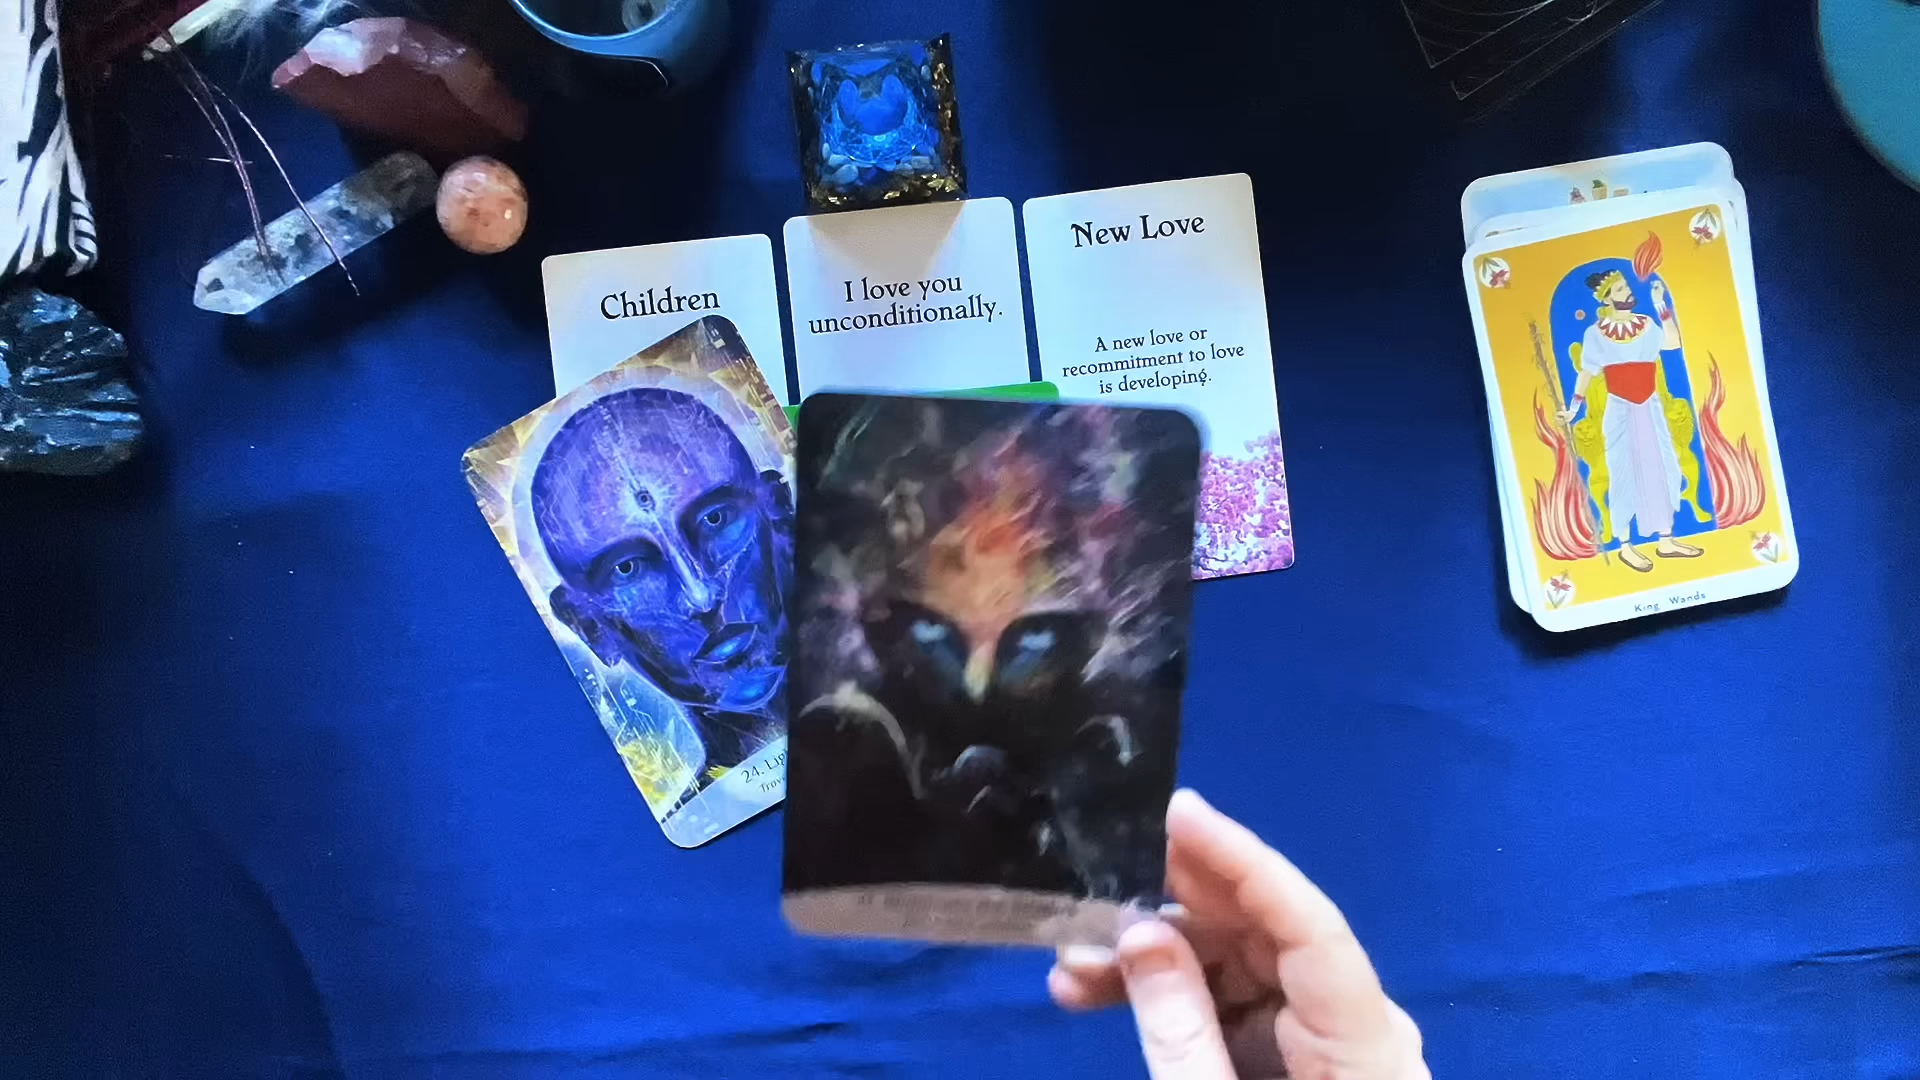 Children
I love you
unconditionally.
New Love
A new love or
recommitment to love
is developing.
24.
King Wands